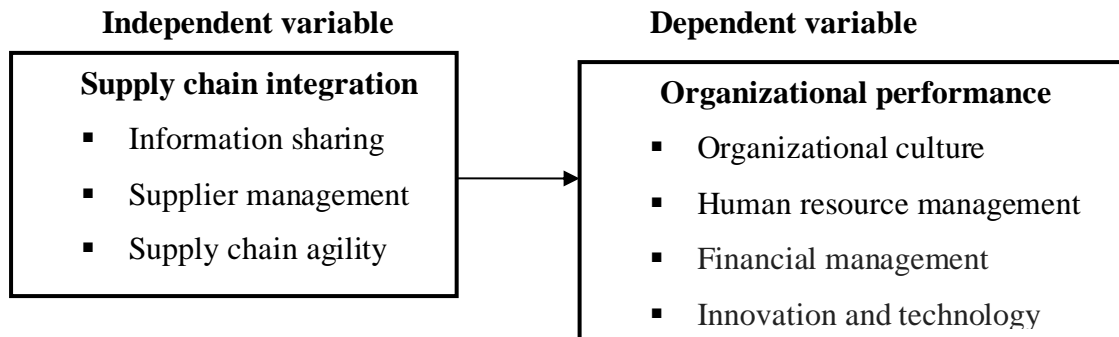 Independent variable
Supply chain integration
▪ Information sharing
▪ Supplier management
▪ Supply chain agility
Dependent variable
Organizational performance
▪ Organizational culture
▪ Human resource management
▪ Financial management
▪ Innovation and technology